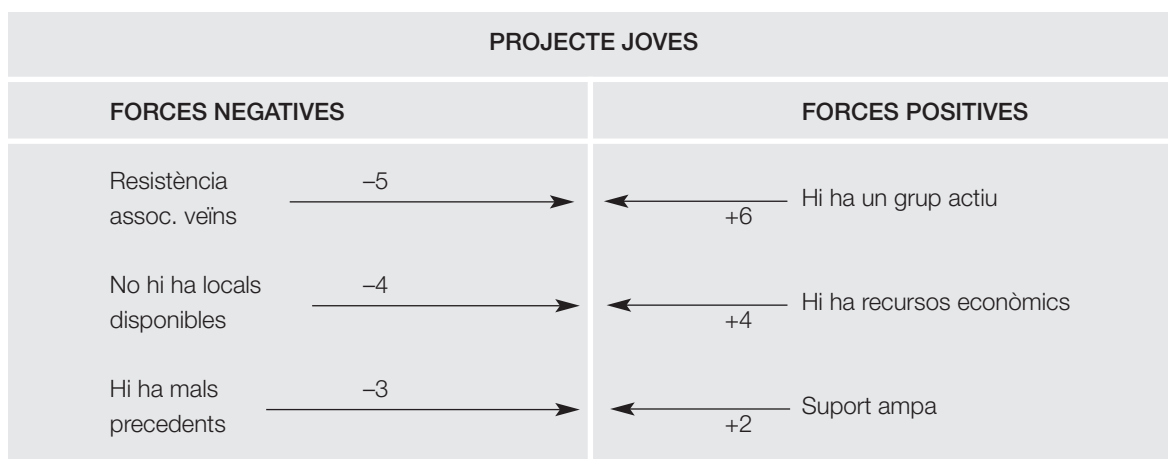 PROJECTE JOVES
FORCES NEGATIVES
FORCES POSITIVES
Resistència
assoc. veïns
–5
+6
Hi ha un grup actiu
No hi ha locals
disponibles
–4
+4
Hi ha recursos econòmics
Hi ha mals
precedents
–3
+2
Suport ampa